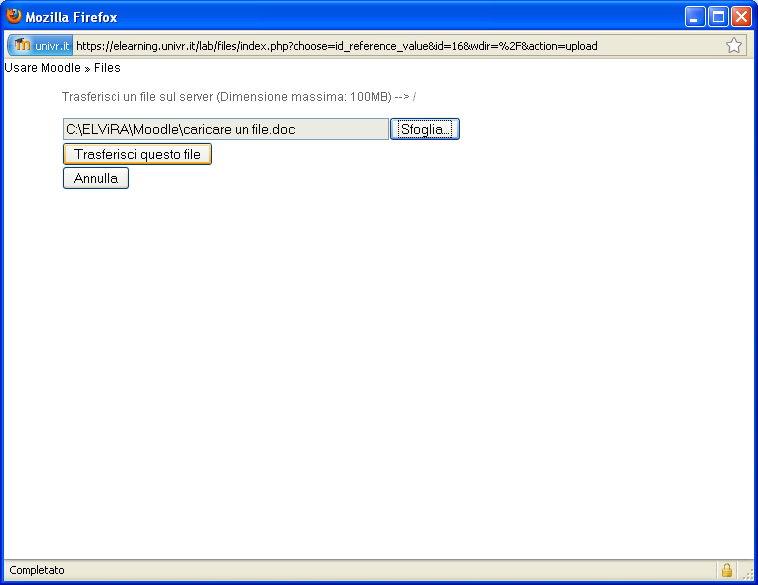 Mozilla Firefox
univr.it https://elearning.univr.it/lab/files/index.php?choose=id_reference_value&id=16&wdir=%2F&action=upload
Usare Moodle » Files
Trasferisci un file sul server (Dimensione massima: 100MB) --> /
C:\ELViRA\Moodle\caricare un file.doc Sfoglia...
Trasferisci questo file
Annulla
Completato